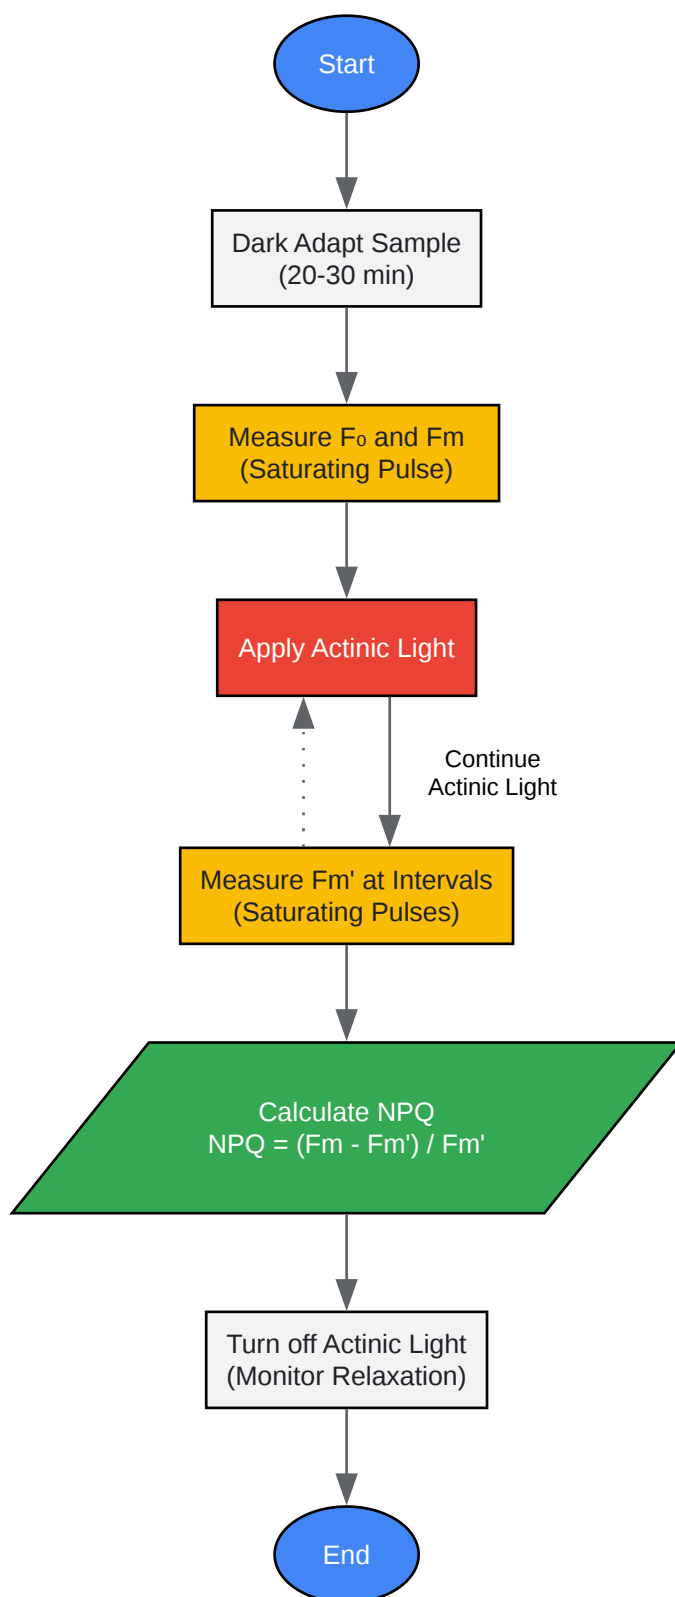 Start
Dark Adapt Sample
(20-30 min)
Measure F₀ and Fm
(Saturating Pulse)
Apply Actinic Light
Continue
Actinic Light
Measure Fm' at Intervals
(Saturating Pulses)
Calculate NPQ
NPQ = (Fm - Fm') / Fm'
Turn off Actinic Light
(Monitor Relaxation)
End